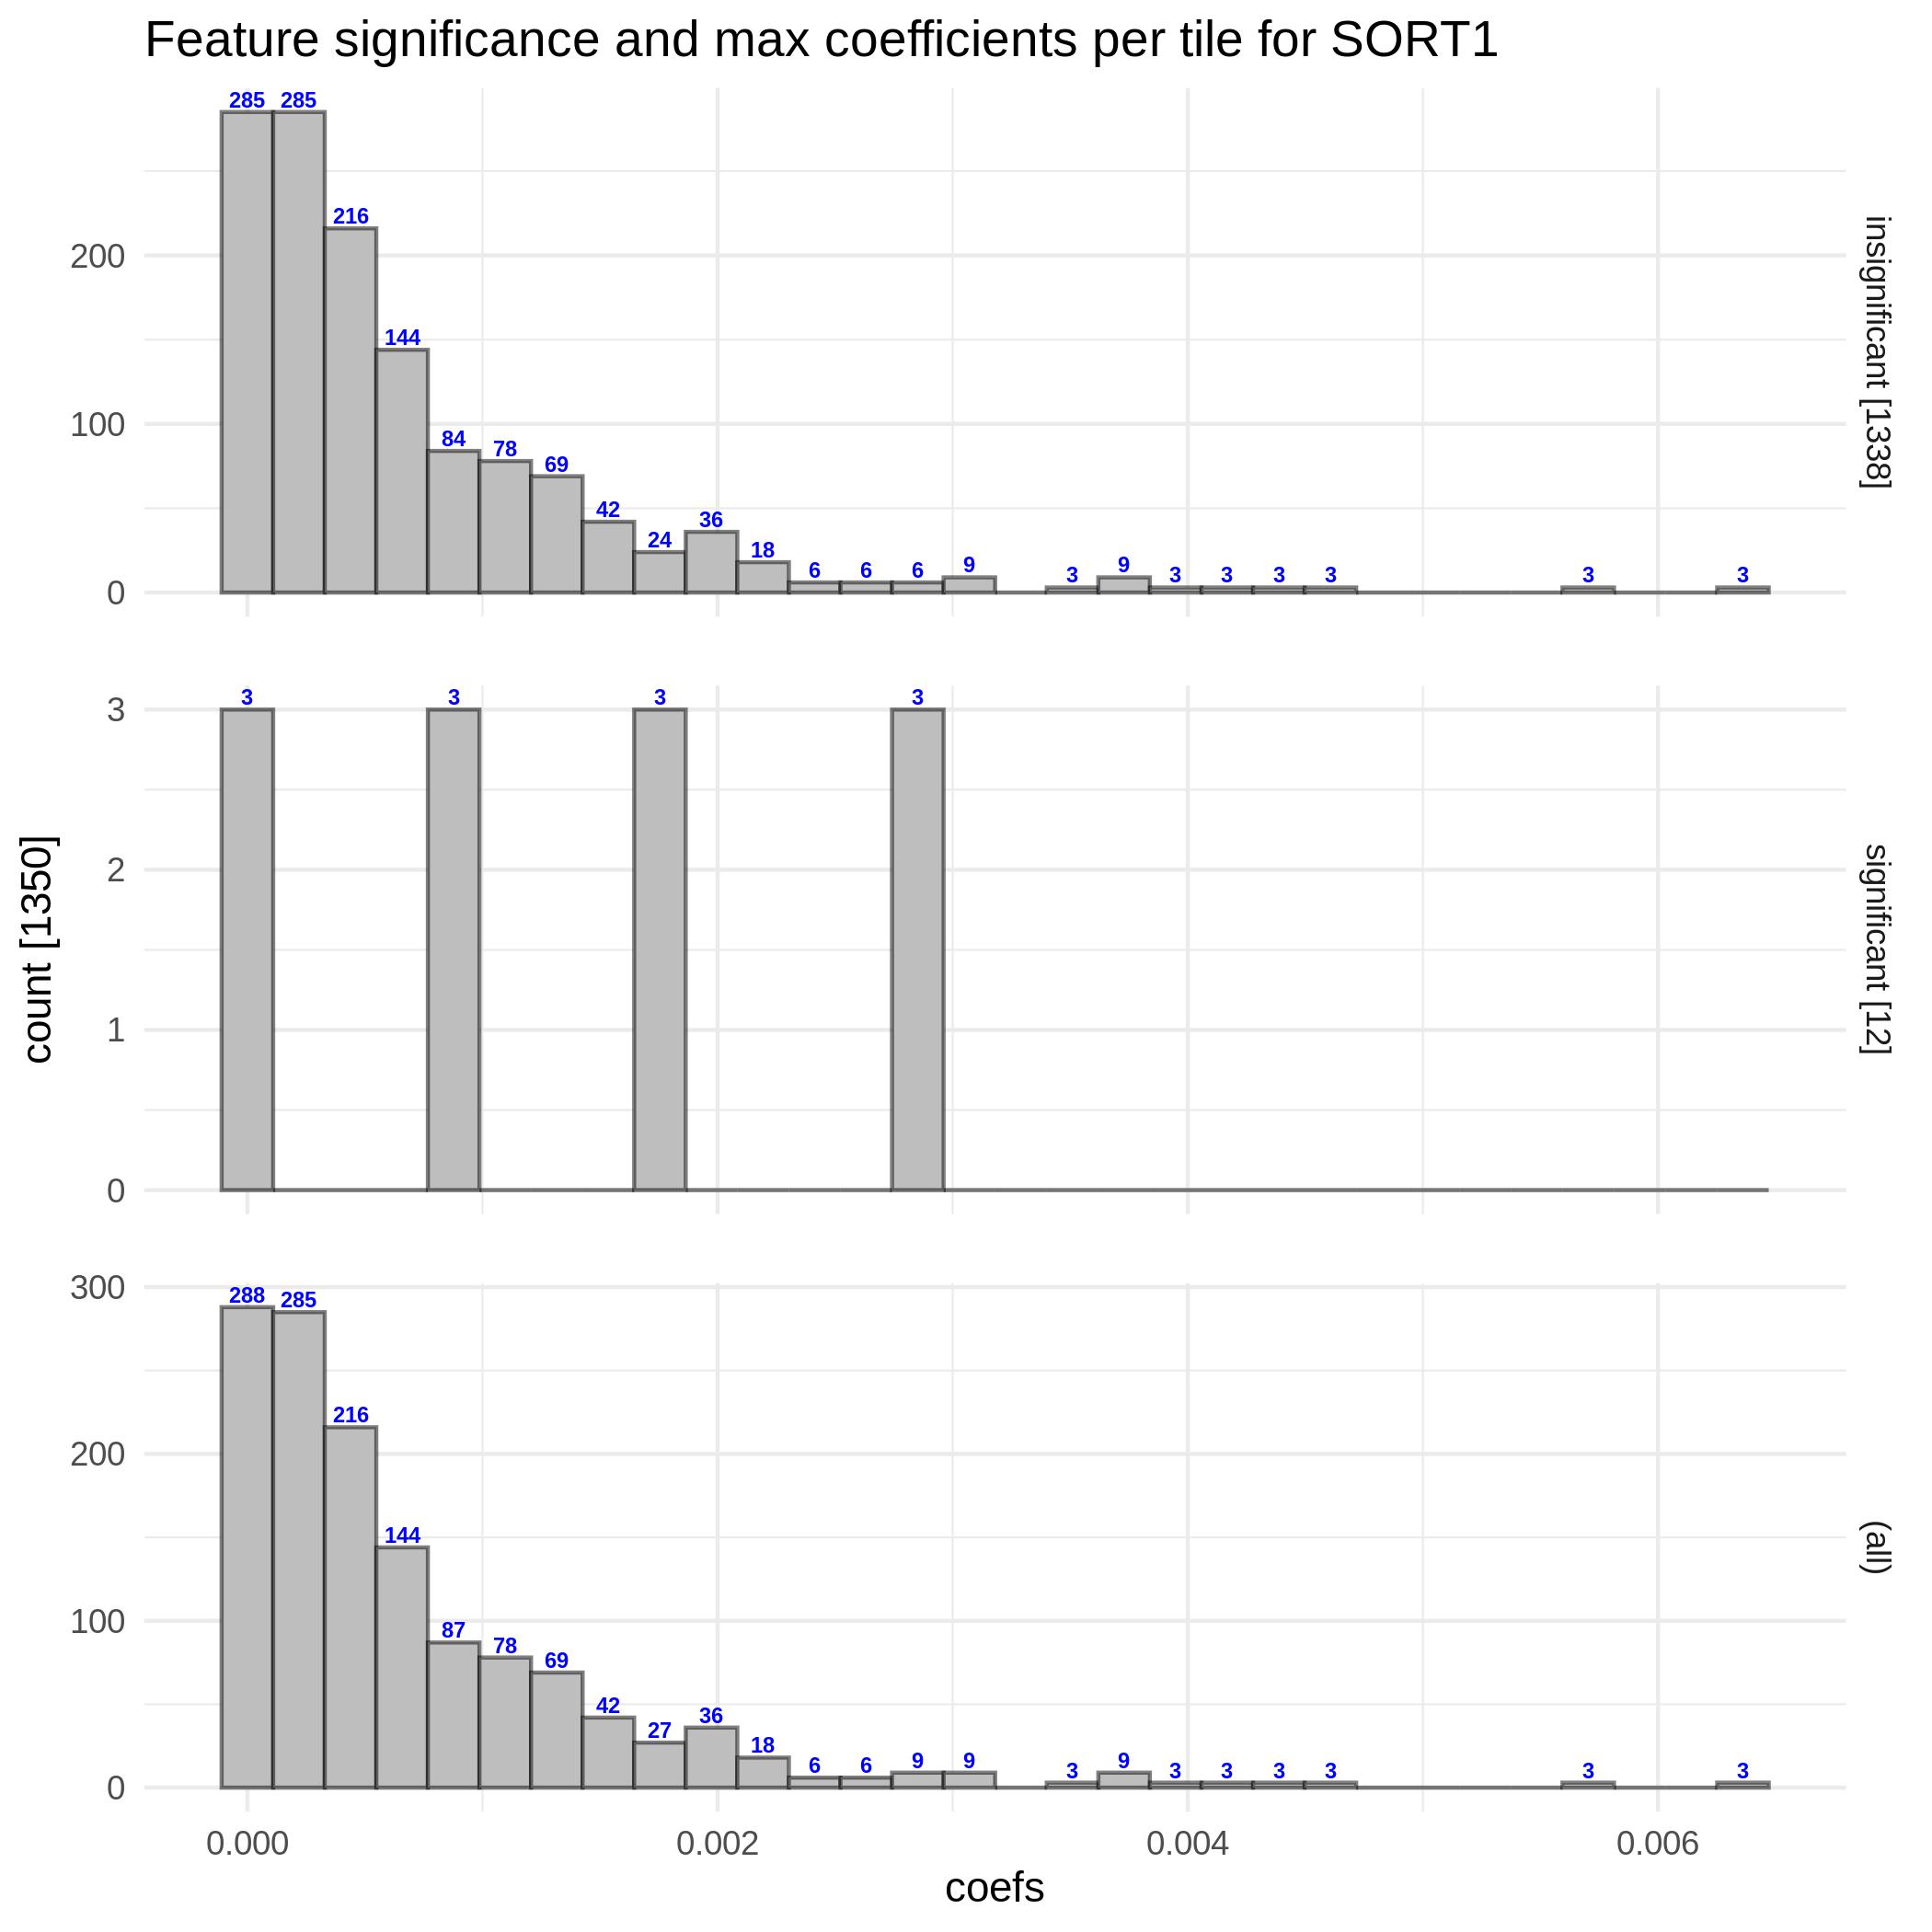 Feature significance and max coefficients per tile for SORT1
285 285 216 144 84 78 69 42 24 36 18 6 6 6 9 3 9 3 3 3 3 3 3
200
100
0
insignificant [1338]
3 3 3 3
3
2
1
0
significant [12]
count [1350]
288 285 216 144 87 78 69 42 27 36 18 6 6 9 9 3 9 3 3 3 3 3 3
300
200
100
0
(all)
0.000 0.002 0.004 0.006
coefs